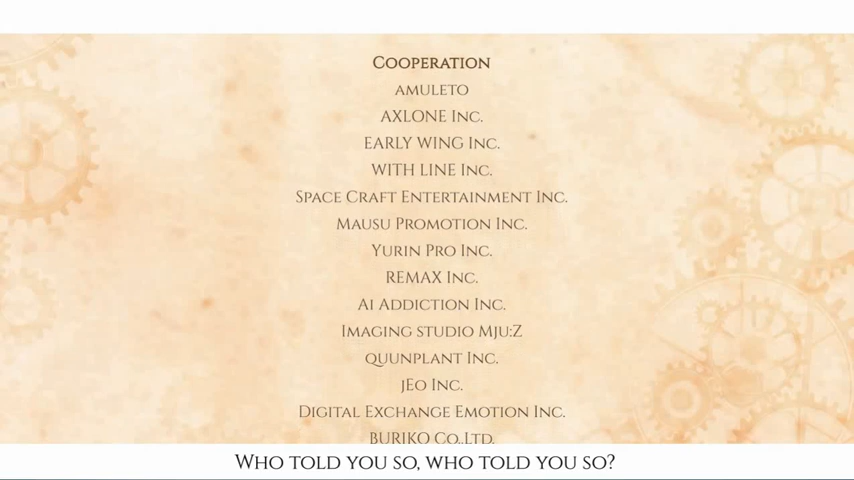 Cooperation
amuleto
AXLONE Inc.
EARLY WING Inc.
WITH LINE Inc.
Space Craft Entertainment Inc.
Mausu Promotion Inc.
Yurin Pro Inc.
REMAX Inc.
Ai Addiction Inc.
Imaging studio Mju:Z
quunplant Inc.
jEo Inc.
Digital Exchange Emotion Inc.
BURIKO Co.,Ltd.
Who told you so, who told you so?